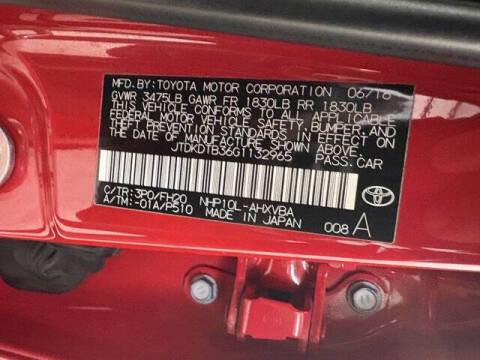 MFD. BY: TOYOTA MOTOR CORPORATION 06/16
GVWR 3475LB GAWR FR 1830LB RR 1830LB
THIS VEHICLE CONFORMS TO ALL APPLICABLE
FEDERAL MOTOR VEHICLE SAFETY, BUMPER, AND
THEFT PREVENTION STANDARDS IN EFFECT ON
THE DATE OF MANUFACTURE SHOWN ABOVE.
JTDKDTB36G1132965 PASS.CAR
C/TR:3P0/FH20 NHP10L-AHXVBA
A/TM:-01A/P510 MADE IN JAPAN
008 A
TOYOTA